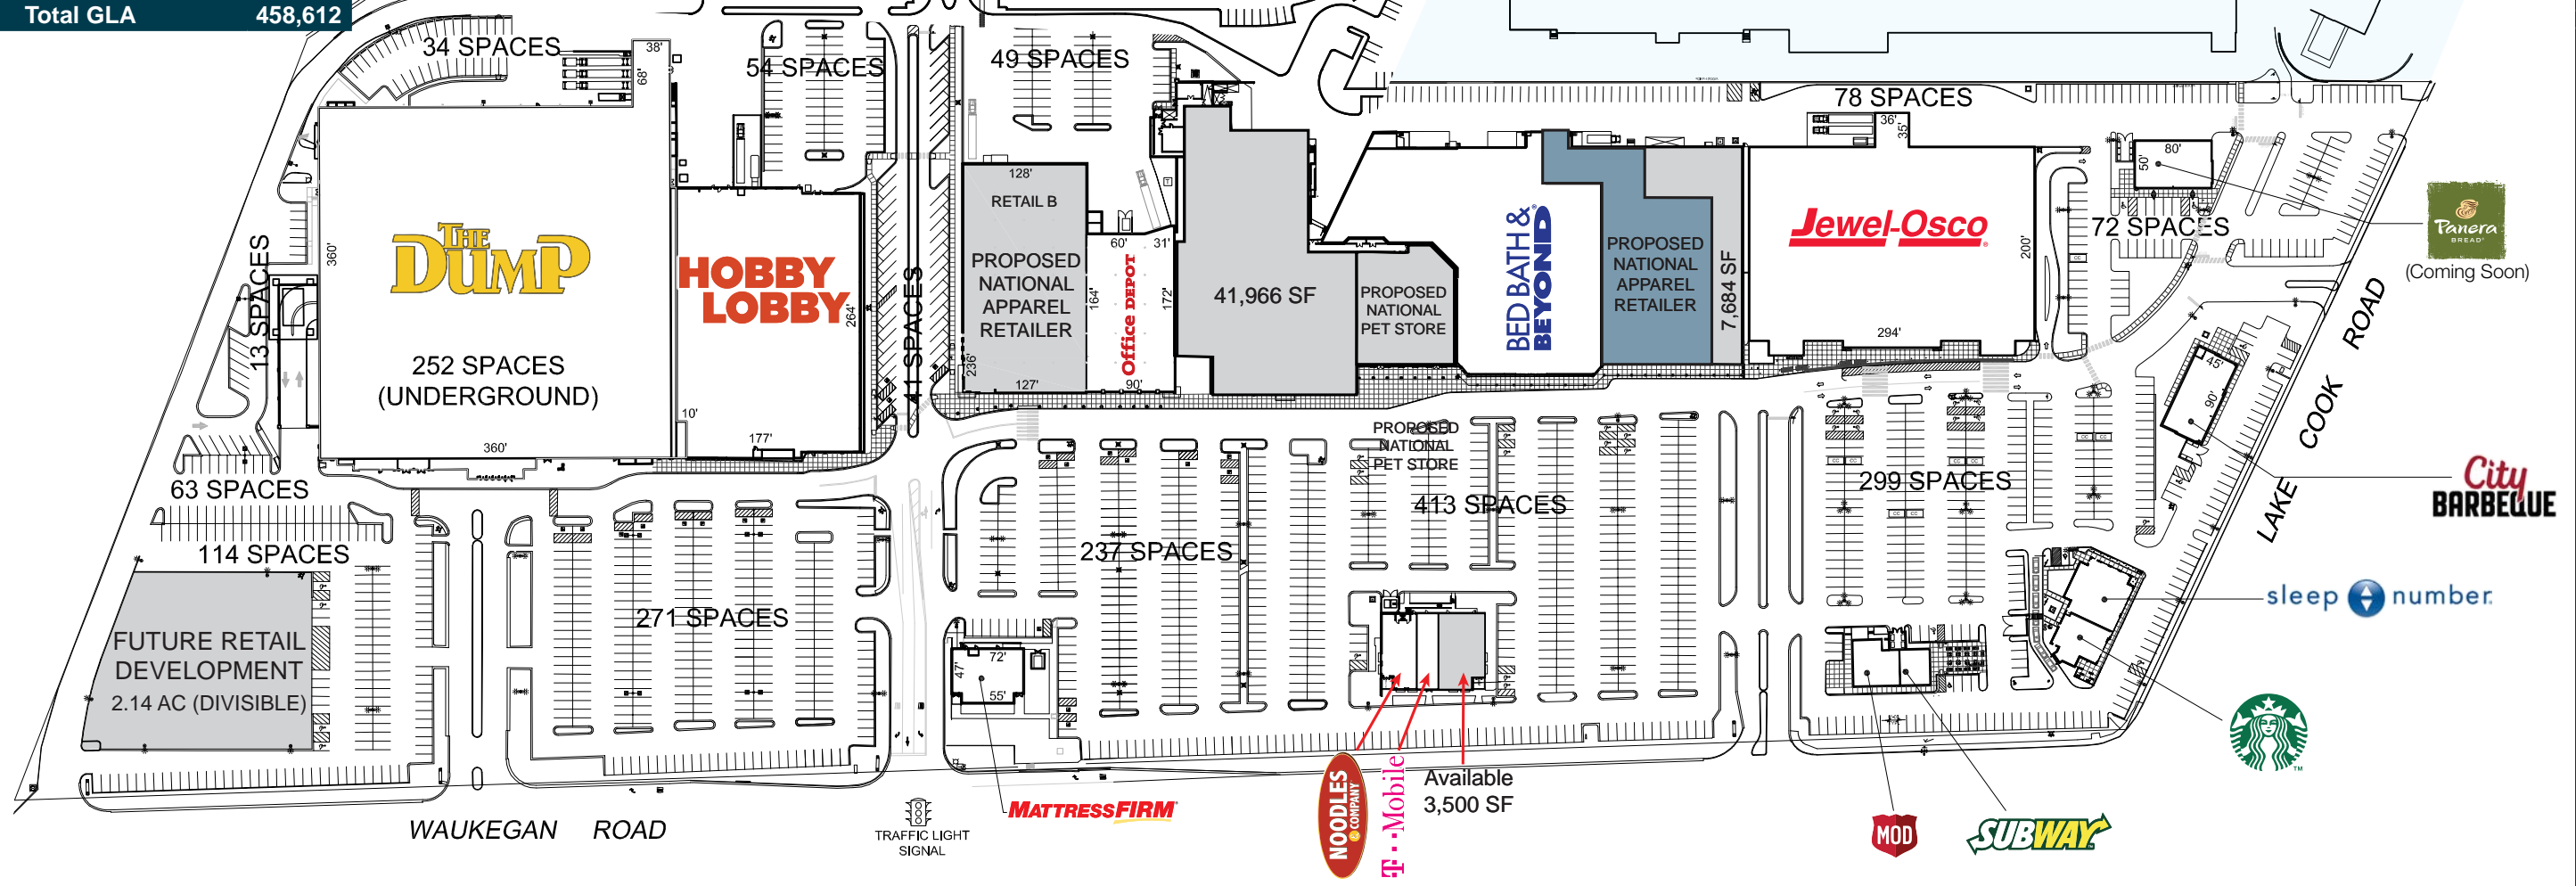 Total GLA 458,612
34 SPACES
38'
68'
54 SPACES
49 SPACES
78 SPACES
36'
35'
80'
50'
72 SPACES
Panera
BREAD
(Coming Soon)
13 SPACES
360'
THE
DUMP
252 SPACES
(UNDERGROUND)
360'
HOBBY
LOBBY
264'
10'
177'
41 SPACES
128'
RETAIL B
PROPOSED
NATIONAL
APPAREL
RETAILER
236'
127'
60'
31'
164'
Office DEPOT
172'
90'
41,966 SF
PROPOSED
NATIONAL
PET STORE
BED BATH &
BEYOND
PROPOSED
NATIONAL
APPAREL
RETAILER
7,684 SF
Jewel-Osco
200'
294'
45'
90'
LAKE COOK ROAD
City
BARBEQUE
63 SPACES
114 SPACES
FUTURE RETAIL
DEVELOPMENT
2.14 AC (DIVISIBLE)
271 SPACES
237 SPACES
PROPOSED
NATIONAL
PET STORE
413 SPACES
299 SPACES
sleep number
72'
47'
55'
WAUKEGAN ROAD
TRAFFIC LIGHT
SIGNAL
MATTRESSFIRM
NOODLES
& COMPANY
T··Mobile
Available
3,500 SF
MOD
SUBWAY